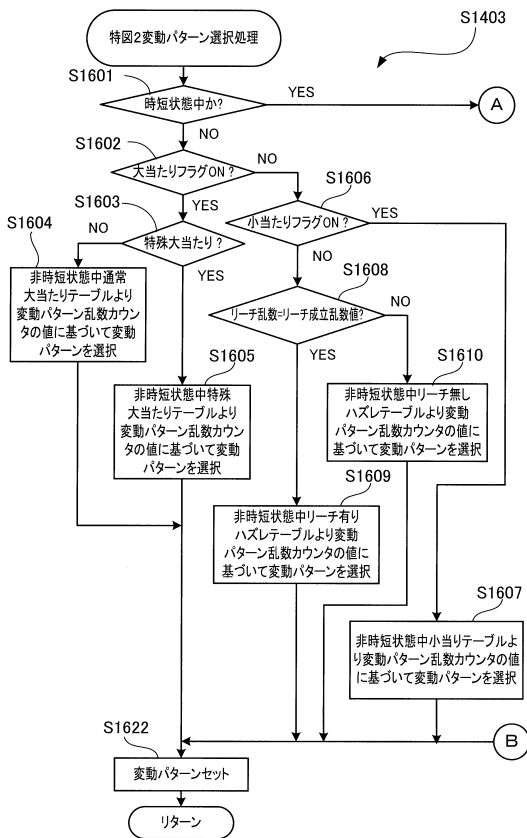 特図2変動パターン選択処理
S1403
S1601
時短状態中か?
YES
A
NO
S1602
大当たりフラグON?
NO
S1603
YES
S1606
小当たりフラグON?
YES
S1604
NO
特殊大当たり?
YES
NO
S1608
非時短状態中通常
大当たりテーブルより
変動パターン乱数カウン
タの値に基づいて変動
パターンを選択
リーチ乱数=リーチ成立乱数値?
NO
YES
S1605
S1610
非時短状態中特殊
大当たりテーブルより
変動パターン乱数カウン
タの値に基づいて変動
パターンを選択
非時短状態中リーチ無し
ハズレテーブルより変動
パターン乱数カウンタの値に
基づいて変動パターンを選択
S1609
非時短状態中リーチ有り
ハズレテーブルより変動
パターン乱数カウンタの値に
基づいて変動パターンを選択
S1607
非時短状態中小当りテーブルよ
り変動パターン乱数カウンタの値
に基づいて変動パターンを選択
B
S1622
変動パターンセット
リターン